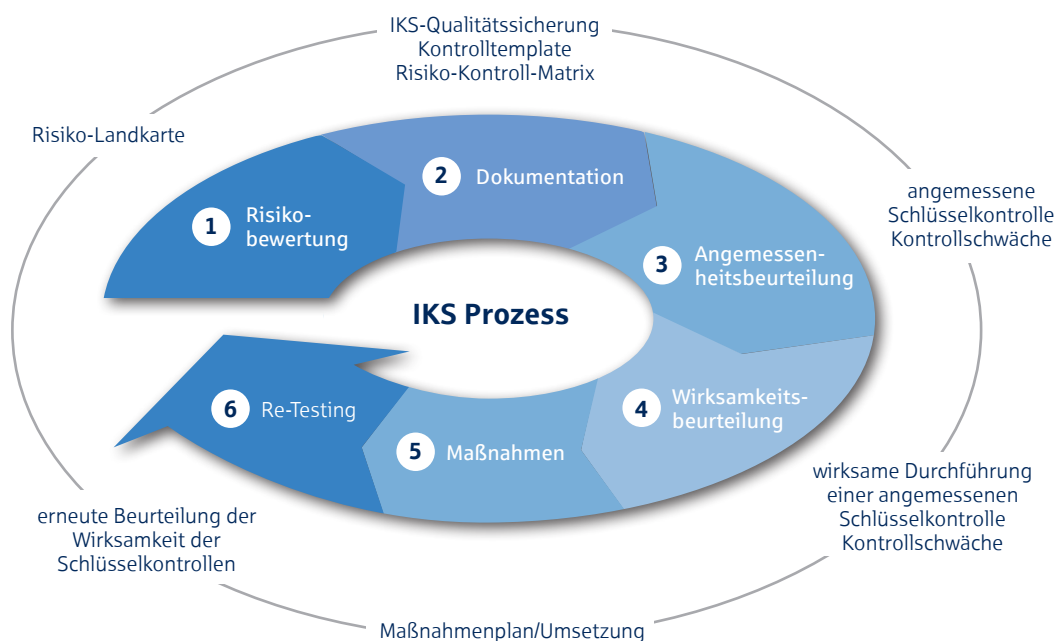 IKS-Qualitätssicherung
Kontrolltemplate
Risiko-Kontroll-Matrix
Risiko-Landkarte
angemessene
Schlüsselkontrolle
Kontrollschwäche
1 Risiko-
bewertung
2 Dokumentation
3 Angemessen-
heitsbeurteilung
IKS Prozess
4 Wirksamkeits-
beurteilung
5 Maßnahmen
6 Re-Testing
wirksame Durchführung
einer angemessenen
Schlüsselkontrolle
Kontrollschwäche
erneute Beurteilung der
Wirksamkeit der
Schlüsselkontrollen
Maßnahmenplan/Umsetzung